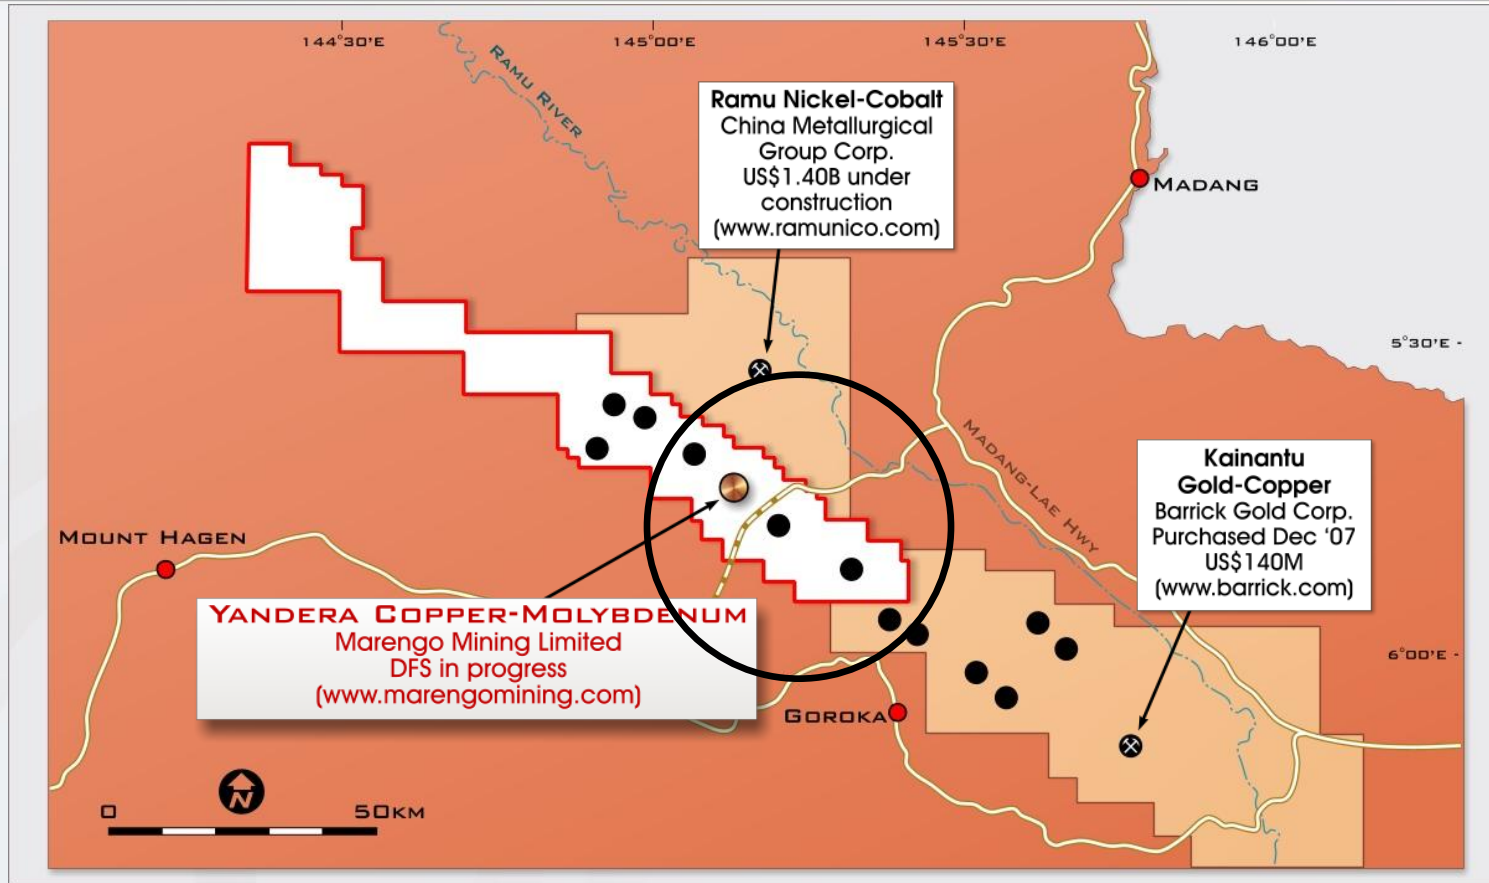 144°30'E
145°00'E
145°30'E
146°00'E
RAMU RIVER
Ramu Nickel-Cobalt
China Metallurgical
Group Corp.
US$1.40B under
construction
(www.ramunico.com)
MADANG
5°30'E -
MADANG-LAE HWY
Kainantu
Gold-Copper
Barrick Gold Corp.
Purchased Dec '07
US$140M
(www.barrick.com)
MOUNT HAGEN
YANDERA COPPER-MOLYBDENUM
Marengo Mining Limited
DFS in progress
(www.marengomining.com)
6°00'E -
GOROKA
N
0
50KM